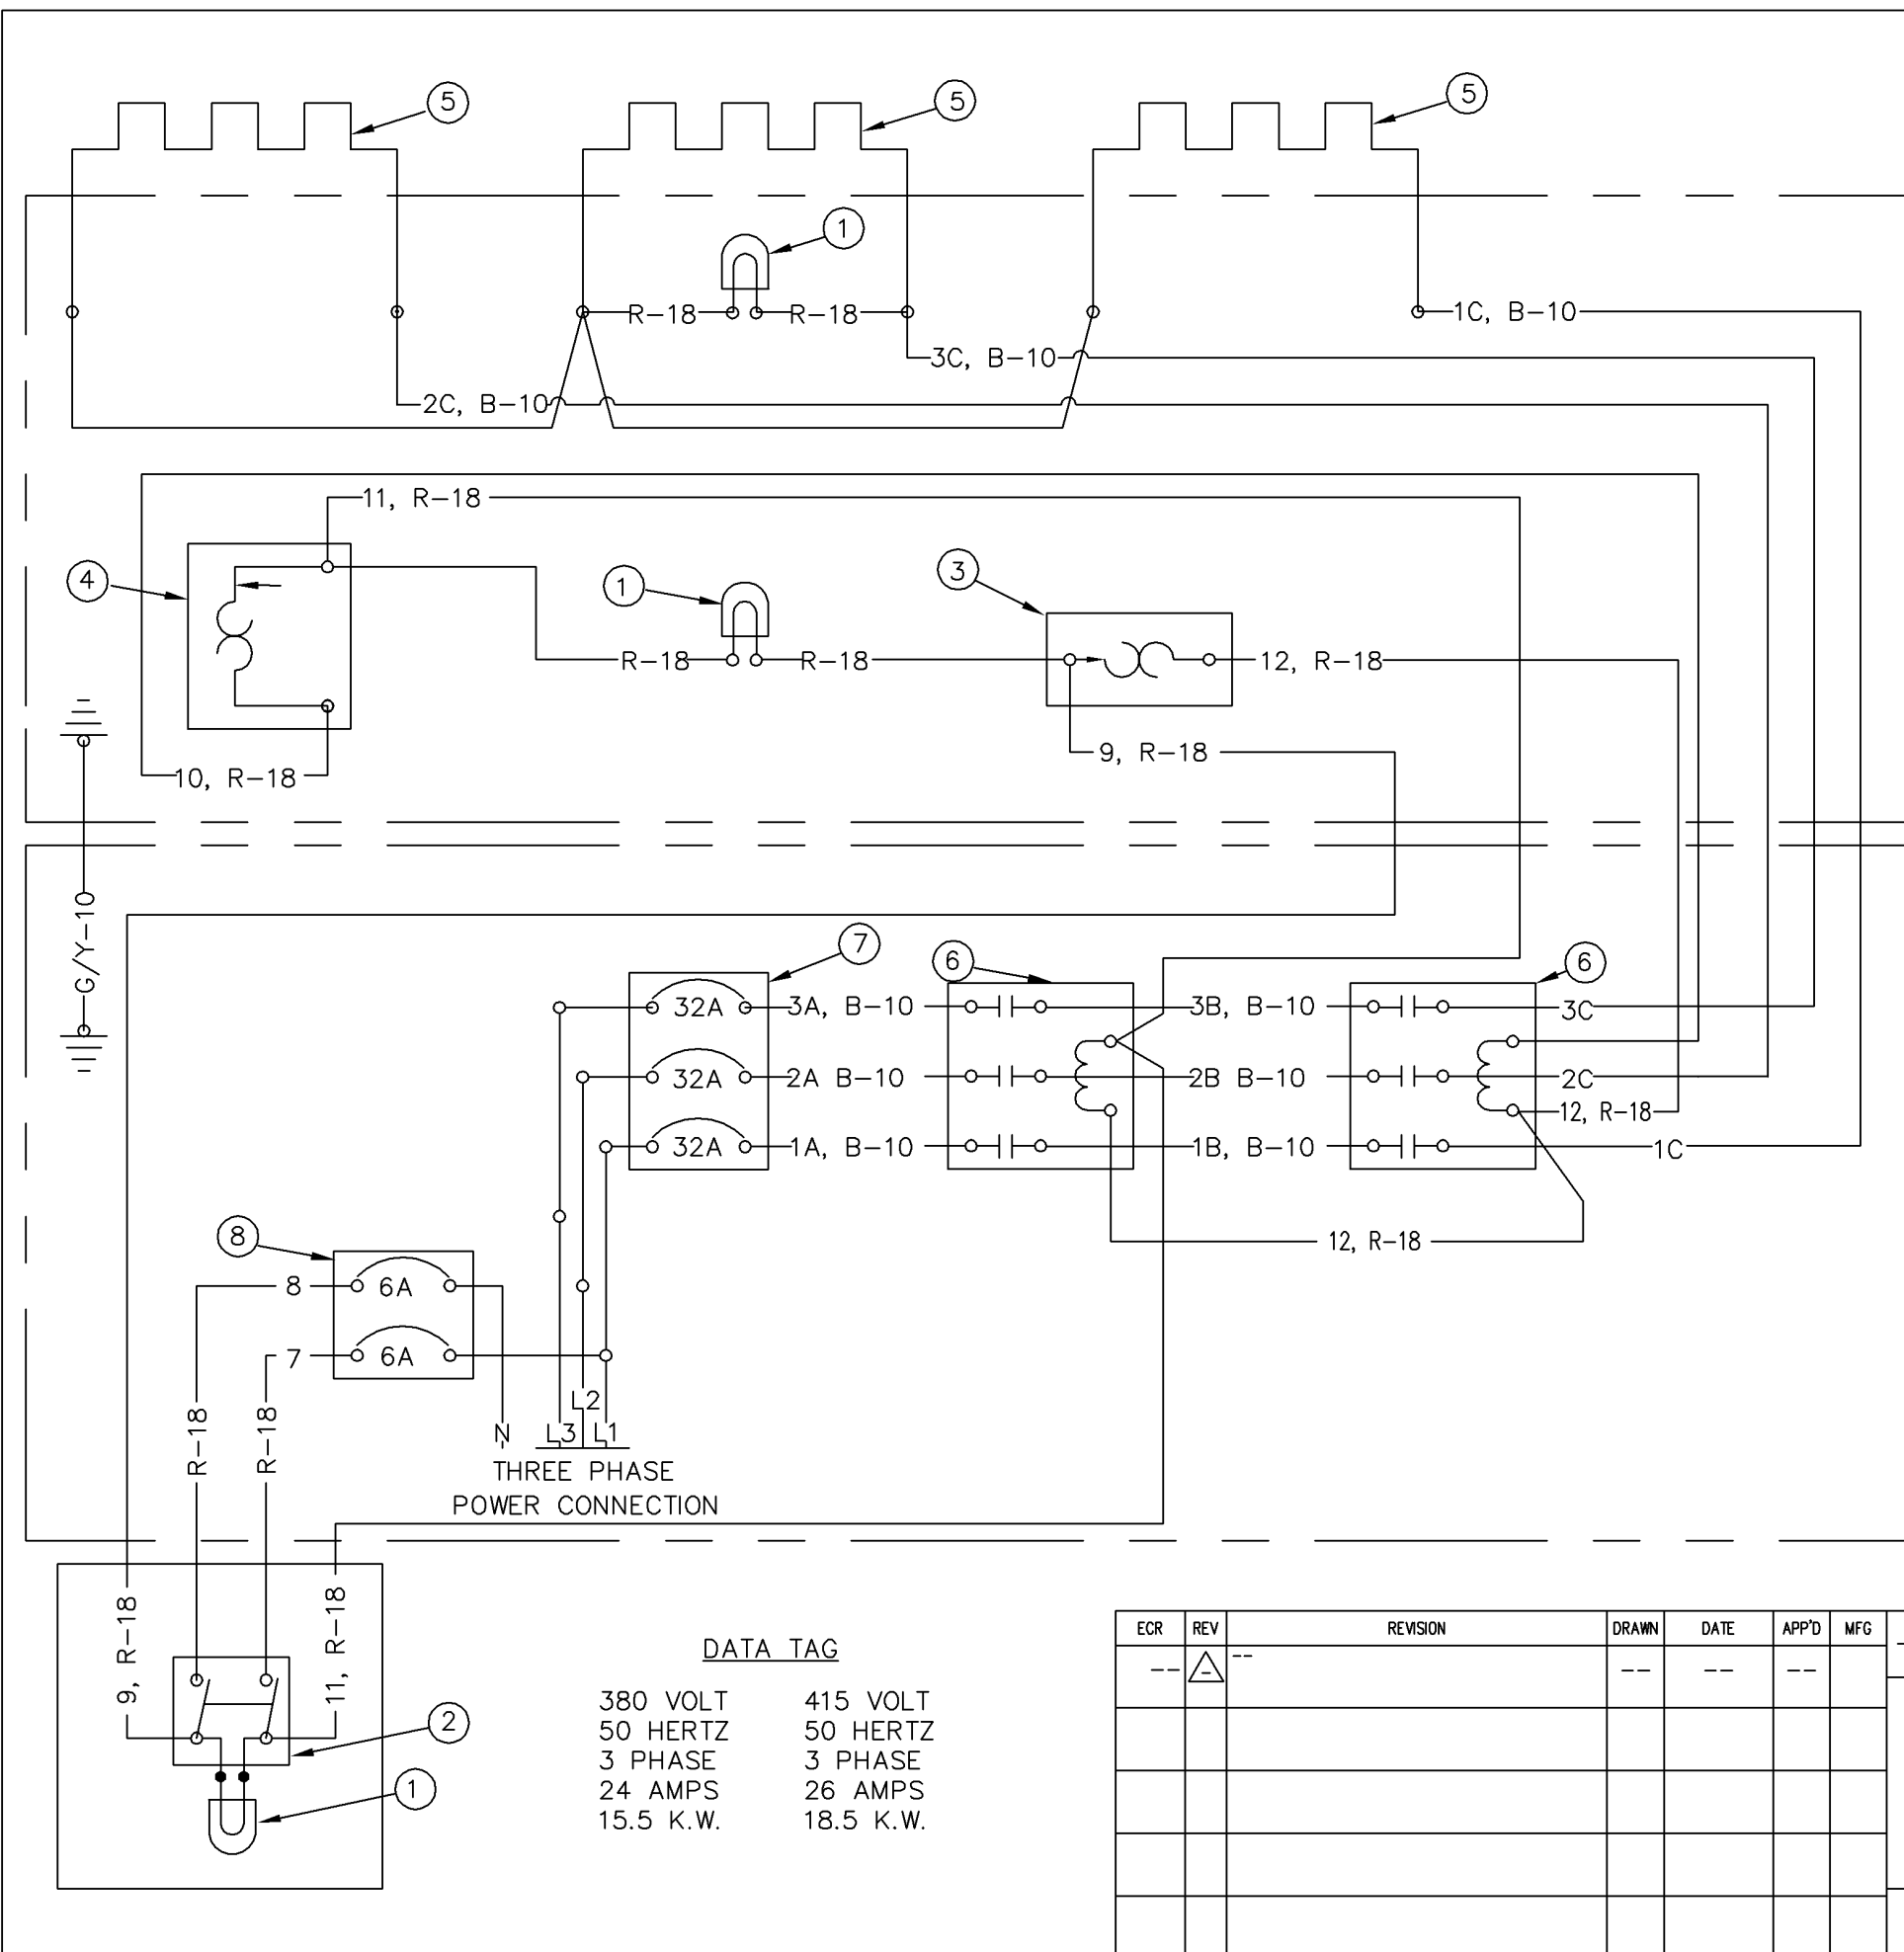 5
5
5
1
R-18
R-18
1C, B-10
3C, B-10
2C, B-10
11, R-18
4
1
3
R-18
R-18
12, R-18
9, R-18
10, R-18
G/Y-10
7
6
6
32A
3A, B-10
3B, B-10
3C
32A
2A B-10
2B B-10
2C
12, R-18
32A
1A, B-10
1B, B-10
1C
8
12, R-18
8
6A
7
6A
R-18
R-18
L2
N
L3
L1
THREE PHASE
POWER CONNECTION
9, R-18
11, R-18
2
1
DATA TAG
380 VOLT
50 HERTZ
3 PHASE
24 AMPS
15.5 K.W.
415 VOLT
50 HERTZ
3 PHASE
26 AMPS
18.5 K.W.
ECR REV REVISION DRAWN DATE APP'D MFG
-- - -- -- -- --